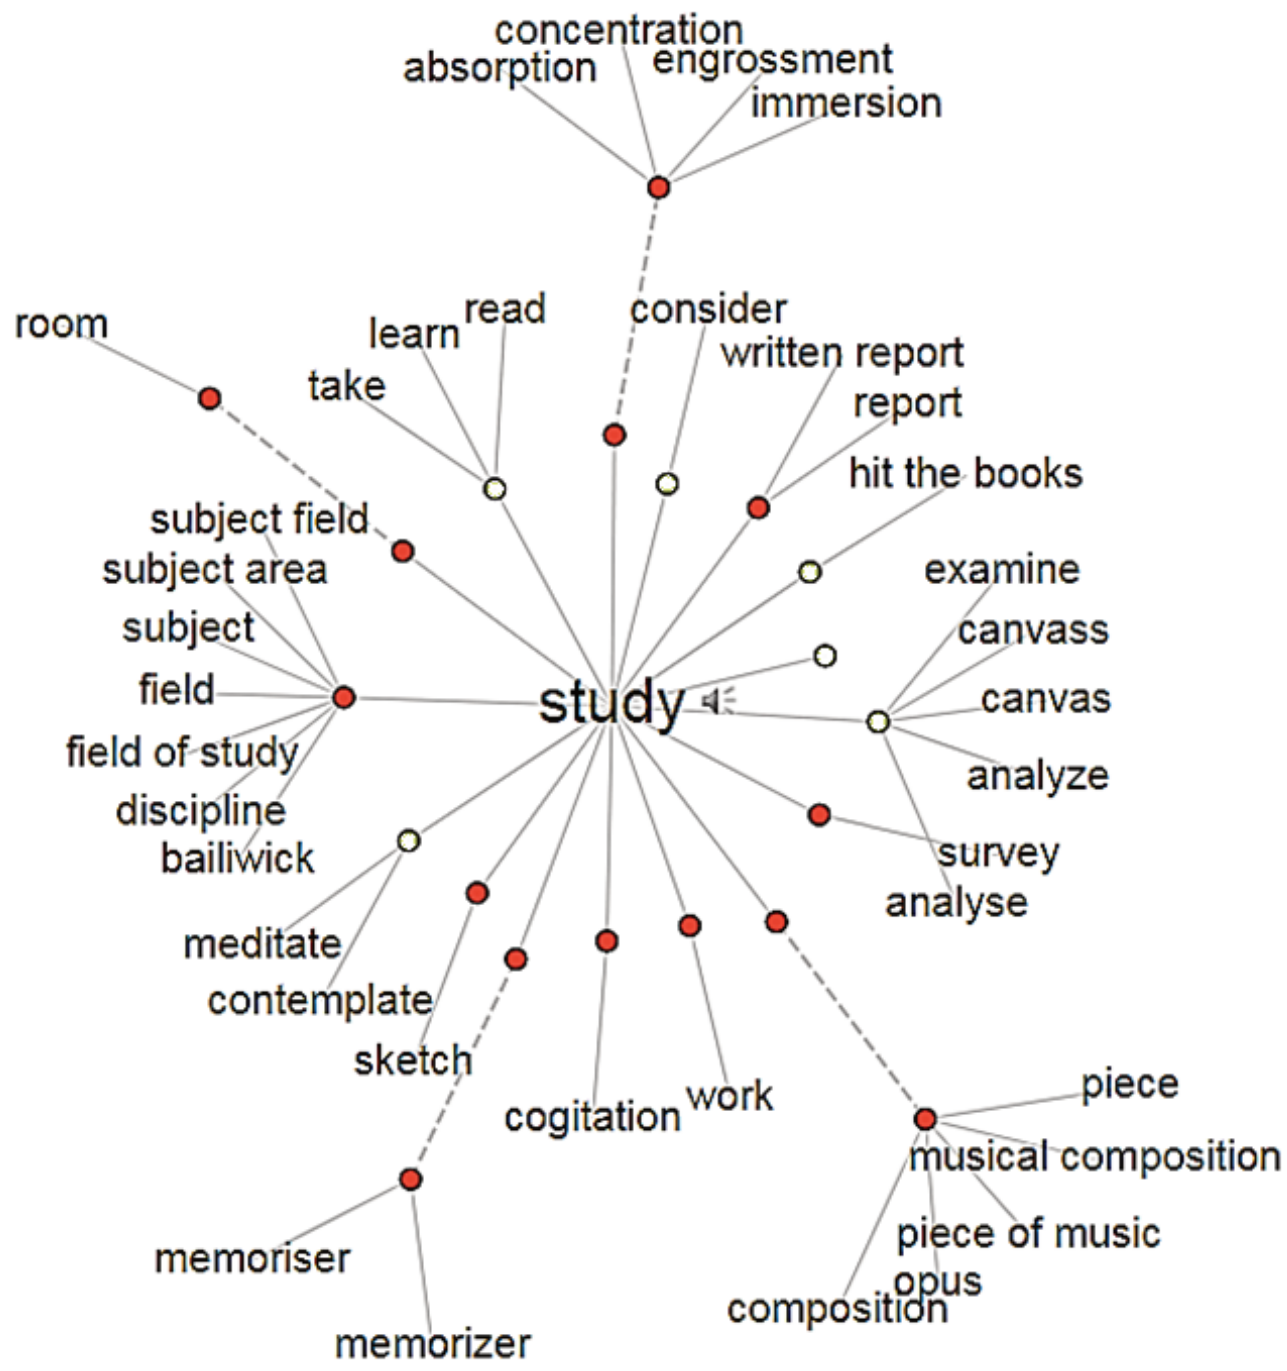 concentration
engrossment
absorption
immersion
consider
read
room
learn
written report
take
report
hit the books
subject field
subject area
examine
subject
canvass
field
study
canvas
field of study
analyze
discipline
bailiwick
survey
analyse
meditate
contemplate
sketch
piece
work
cogitation
musical composition
piece of music
memoriser
opus
composition
memorizer